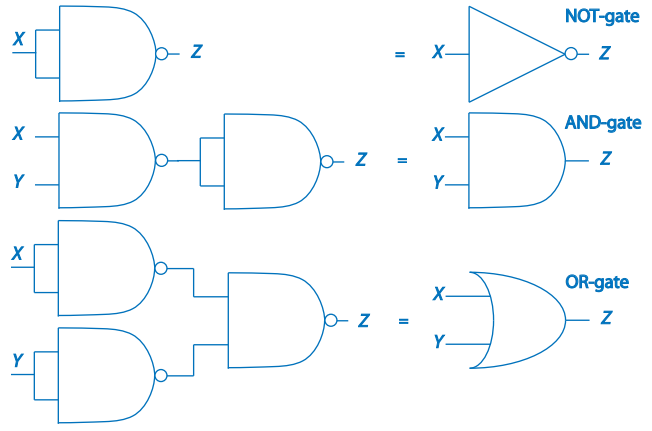 NOT-gate
X Z = X Z
AND-gate
X X
Z = Z
Y Y
X
OR-gate
X
Z = Z
Y
Y